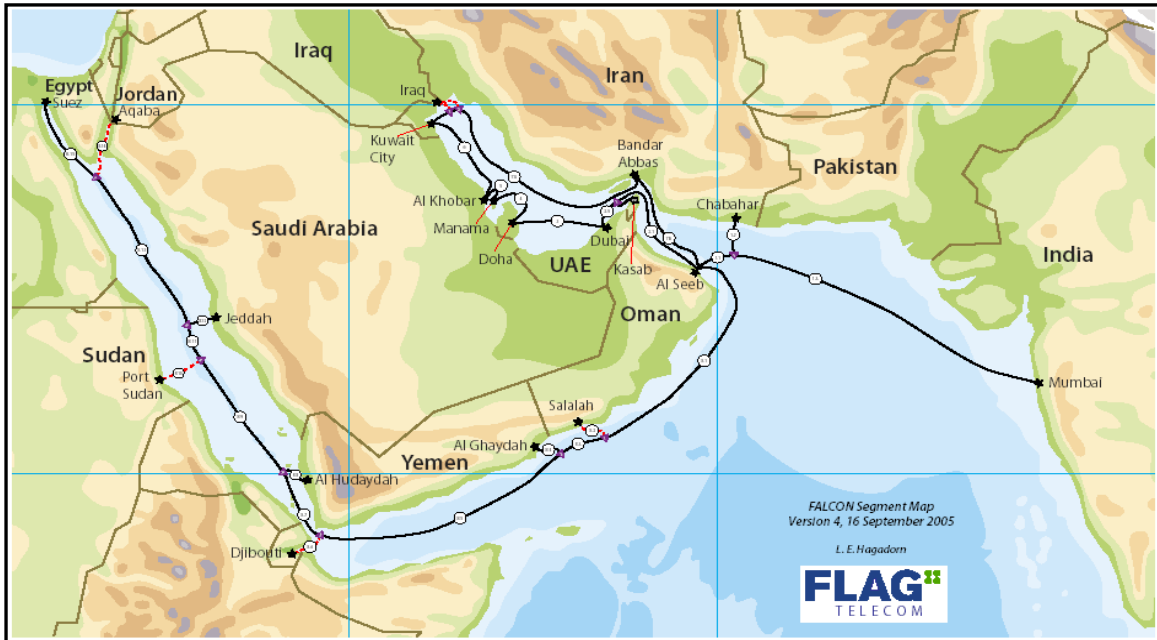 Iraq
Iran
Egypt
Suez
Jordan
Aqaba
Iraq
Kuwait
City
Bandar
Abbas
Pakistan
Al Khobar
Chabahar
Manama
Saudi Arabia
Doha
Dubai
UAE
Kasab
India
Al Seeb
Oman
Jeddah
Sudan
Port
Sudan
Mumbai
Salalah
Al Ghaydah
Yemen
Al Hudaydah
FALCON Segment Map
Version 4, 16 September 2005
L. E. Hagadorn
Djibouti
FLAG
TELECOM